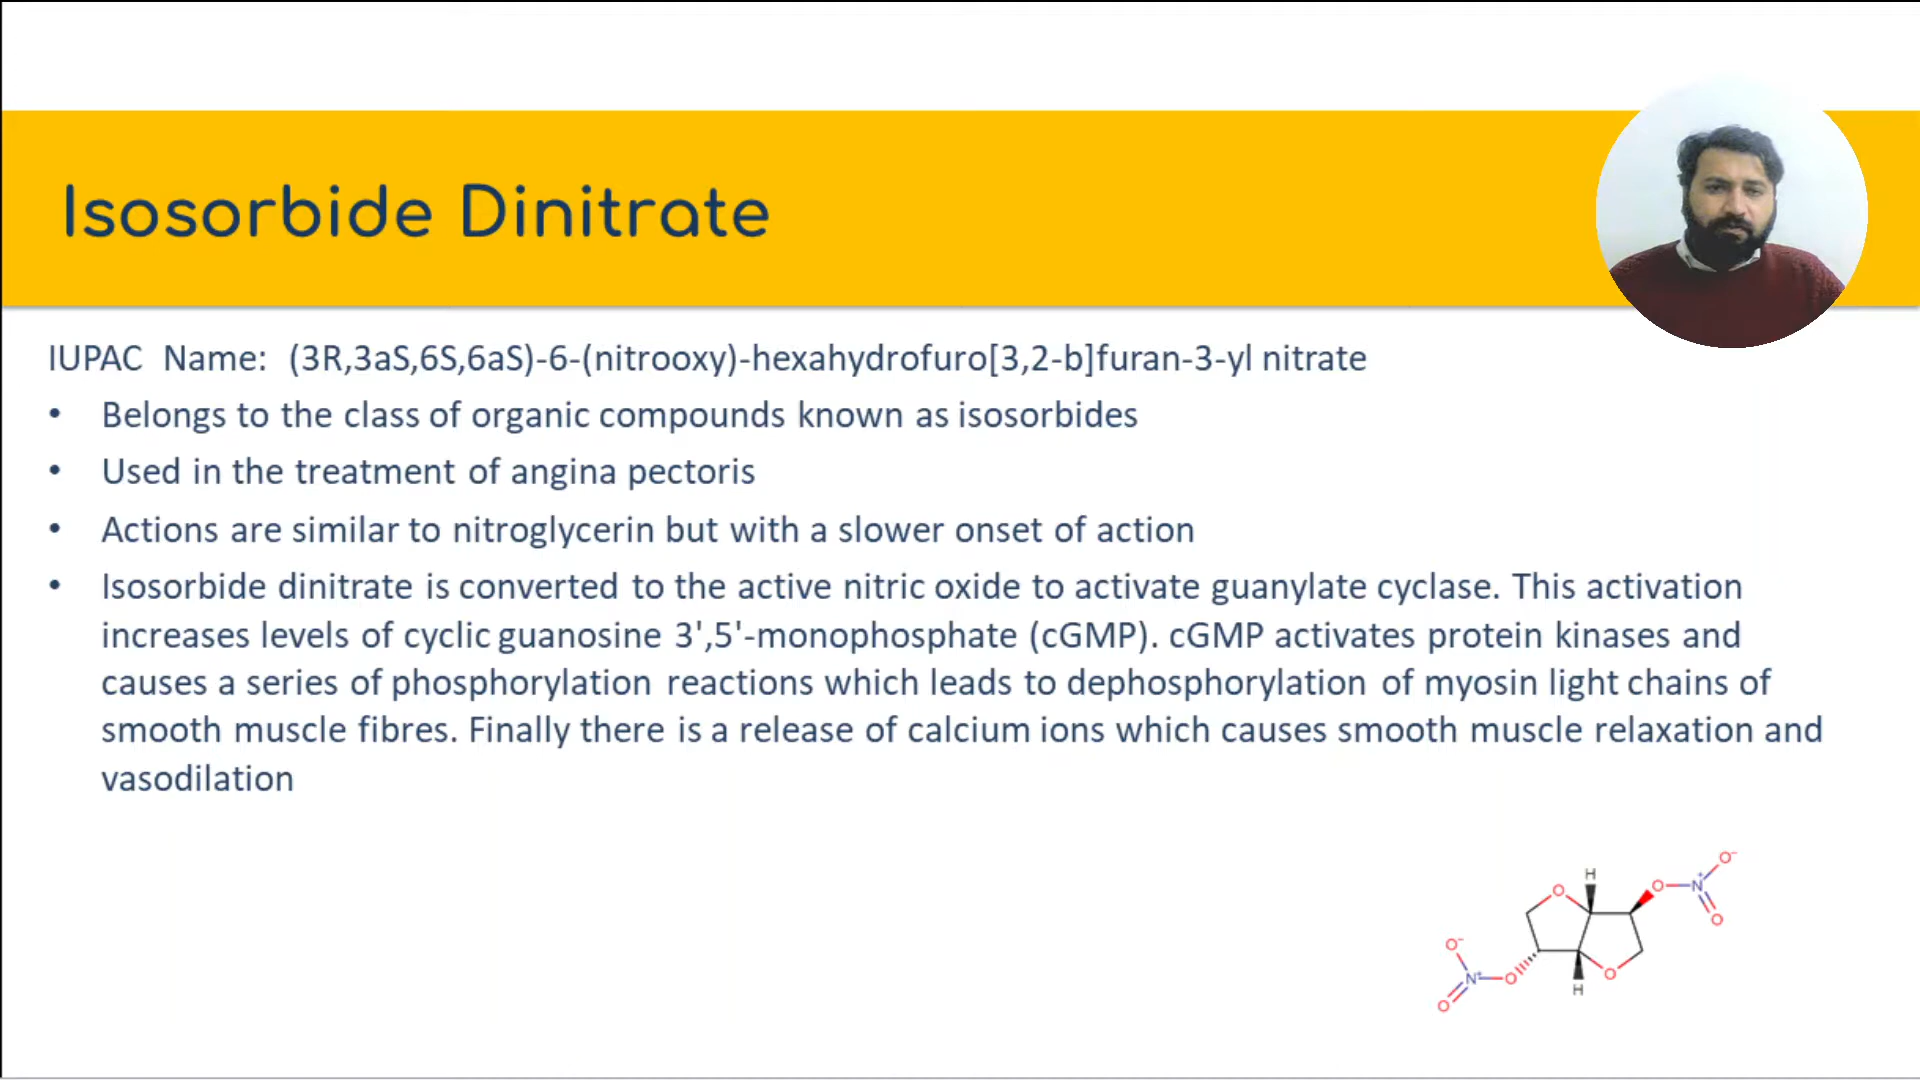 Isosorbide Dinitrate
IUPAC Name: (3R,3aS,6S,6aS)-6-(nitrooxy)-hexahydrofuro[3,2-b]furan-3-yl nitrate
• Belongs to the class of organic compounds known as isosorbides
• Used in the treatment of angina pectoris
• Actions are similar to nitroglycerin but with a slower onset of action
• Isosorbide dinitrate is converted to the active nitric oxide to activate guanylate cyclase. This activation
increases levels of cyclic guanosine 3',5'-monophosphate (cGMP). cGMP activates protein kinases and
causes a series of phosphorylation reactions which leads to dephosphorylation of myosin light chains of
smooth muscle fibres. Finally there is a release of calcium ions which causes smooth muscle relaxation and
vasodilation
O⁻
H
O O N⁺
O
O⁻
O
N⁺ O H
O